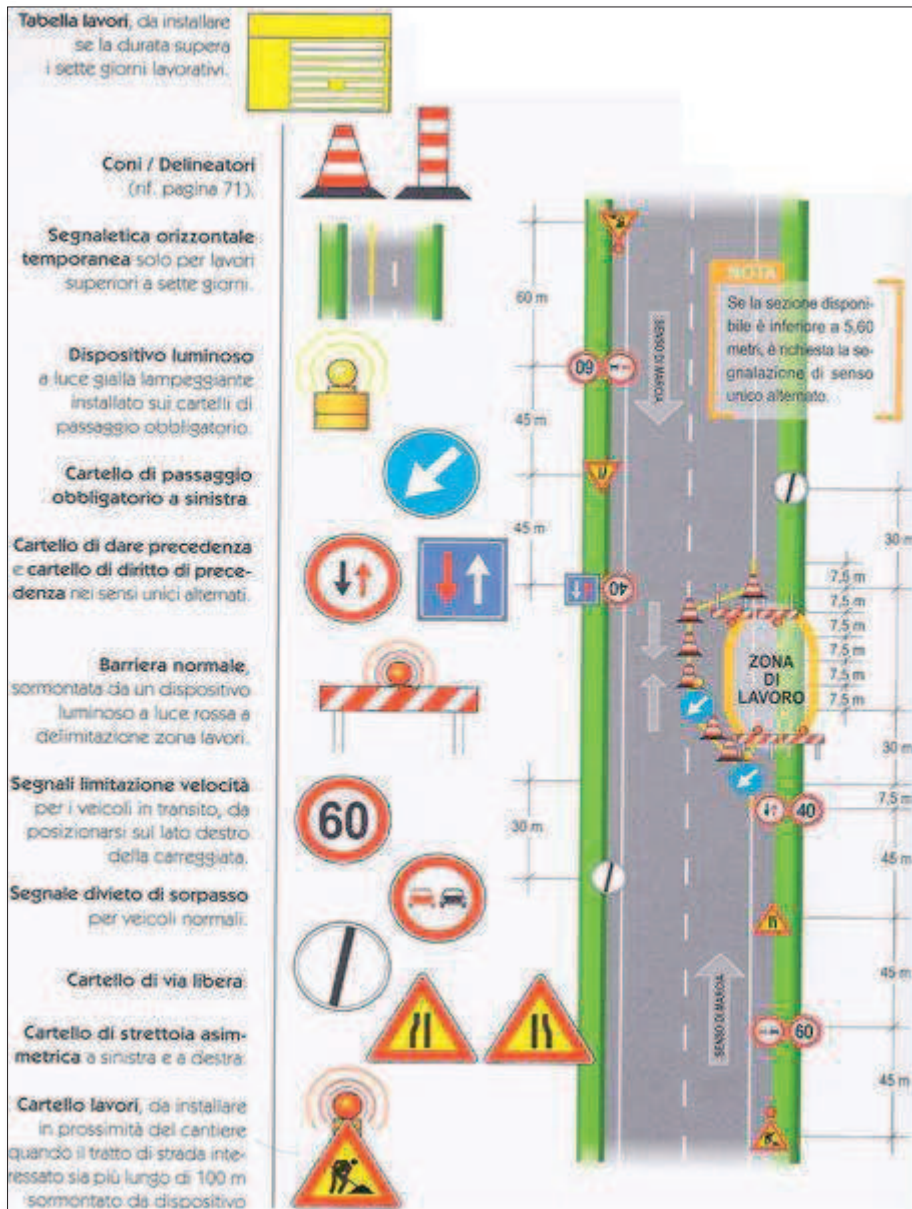 Tabella lavori, da installare
se la durata supera
i sette giorni lavorativi.
Coni / Delineatori
(rif. pagina 71).
Segnaletica orizzontale
temporanea solo per lavori
superiori a sette giorni.
Dispositivo luminoso
a luce gialla lampeggiante
installato sui cartelli di
passaggio obbligatorio.
Cartello di passaggio
obbligatorio a sinistra.
Cartello di dare precedenza
e cartello di diritto di prece-
denza nei sensi unici alternati.
Barriera normale,
sormontata da un dispositivo
luminoso a luce rossa a
delimitazione zona lavori.
Segnali limitazione velocità
per i veicoli in transito, da
posizionarsi sul lato destro
della carreggiata.
60
Segnale divieto di sorpasso
per veicoli normali.
Cartello di via libera
Cartello di strettoia asim-
metrica a sinistra e a destra.
Cartello lavori, da installare
in prossimità del cantiere
quando il tratto di strada inte-
ressato sia più lungo di 100 m
sormontato da dispositivo
60 m
45 m
45 m
30 m
60
40
SENSO DI MARCIA
NOTA
Se la sezione disponi-
bile è inferiore a 5,60
metri, è richiesta la se-
gnalazione di senso
unico alternato.
ZONA
DI
LAVORO
30 m
7,5 m
7,5 m
7,5 m
7,5 m
7,5 m
7,5 m
30 m
7,5 m
40
45 m
45 m
60
45 m
SENSO DI MARCIA